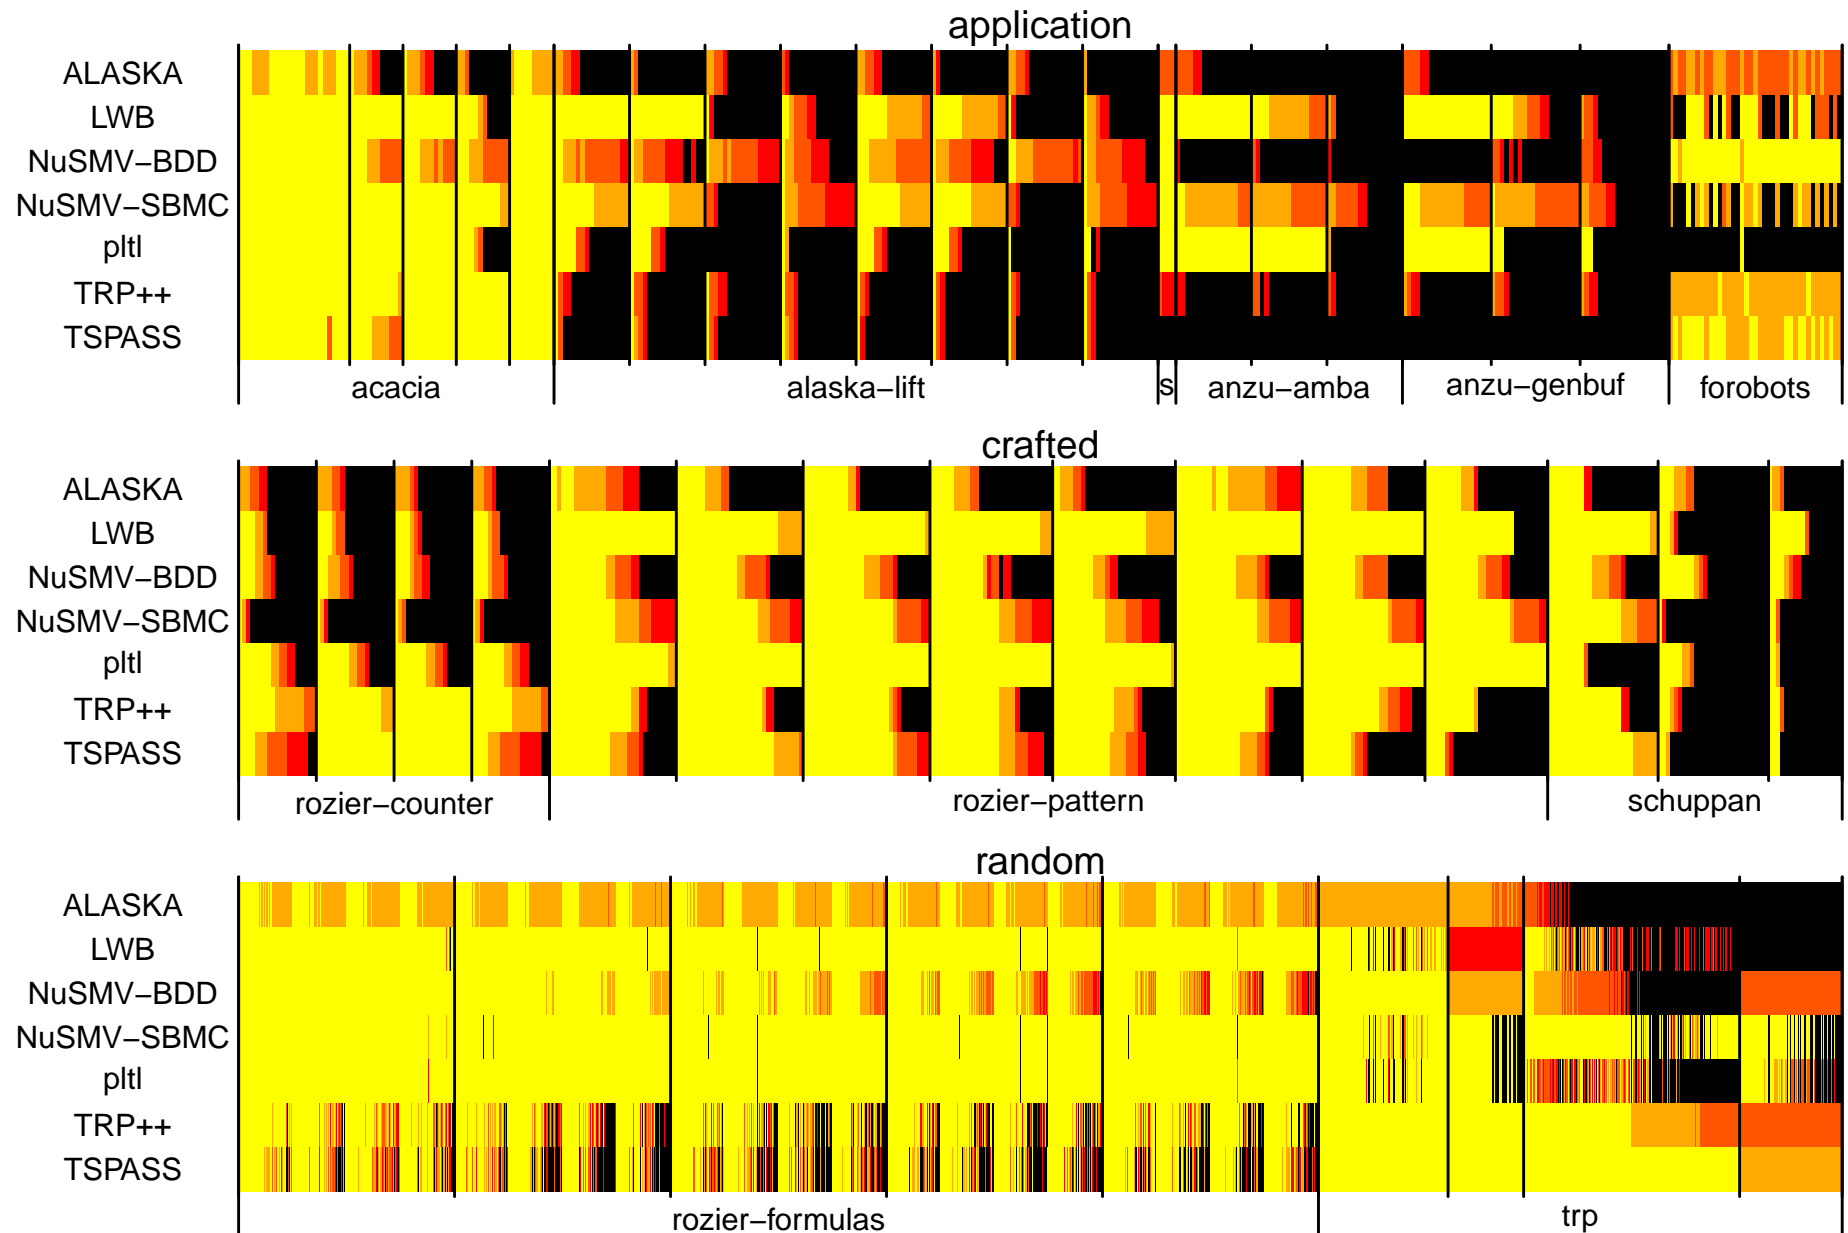 application
ALASKA
LWB
NuSMV−BDD
NuSMV−SBMC
pltl
TRP++
TSPASS
acacia alaska−lift s anzu−amba anzu−genbuf forobots
crafted
ALASKA
LWB
NuSMV−BDD
NuSMV−SBMC
pltl
TRP++
TSPASS
rozier−counter rozier−pattern schuppan
random
ALASKA
LWB
NuSMV−BDD
NuSMV−SBMC
pltl
TRP++
TSPASS
rozier−formulas trp